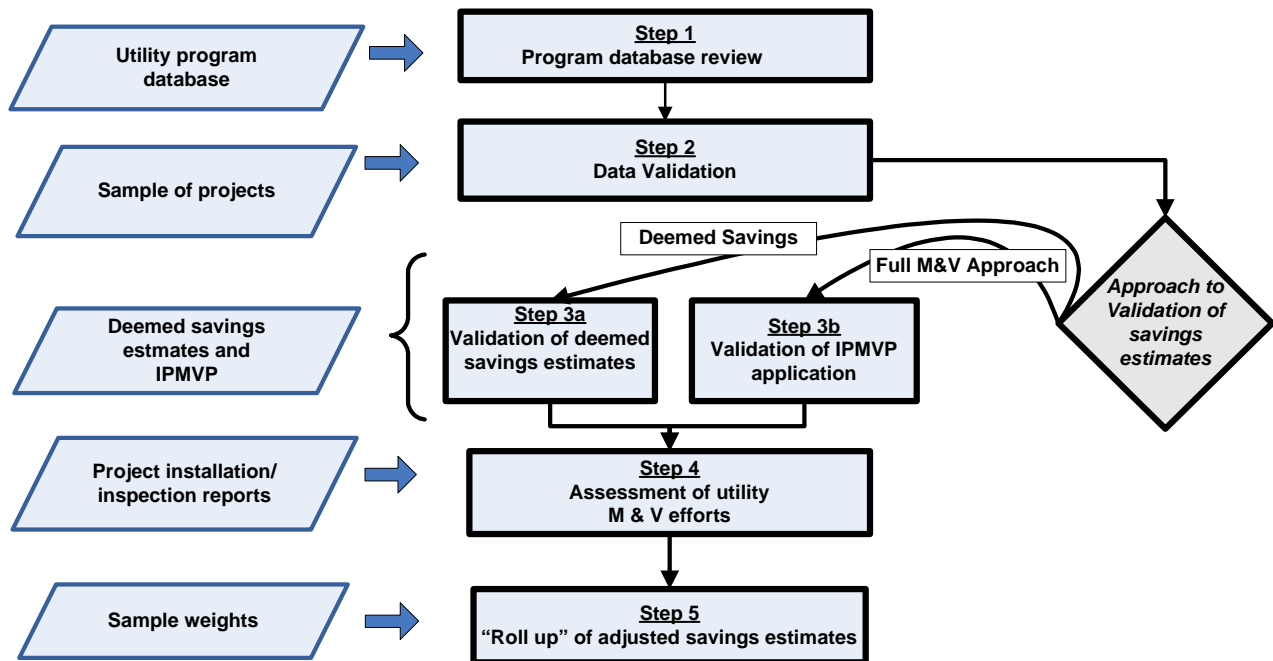 Utility program
database
Step 1
Program database review
Sample of projects
Step 2
Data Validation
Deemed Savings
Full M&V Approach
Approach to
Validation of
savings
estimates
Deemed savings
estmates and
IPMVP
Step 3a
Validation of deemed
savings estimates
Step 3b
Validation of IPMVP
application
Project installation/
inspection reports
Step 4
Assessment of utility
M & V efforts
Sample weights
Step 5
“Roll up” of adjusted savings estimates